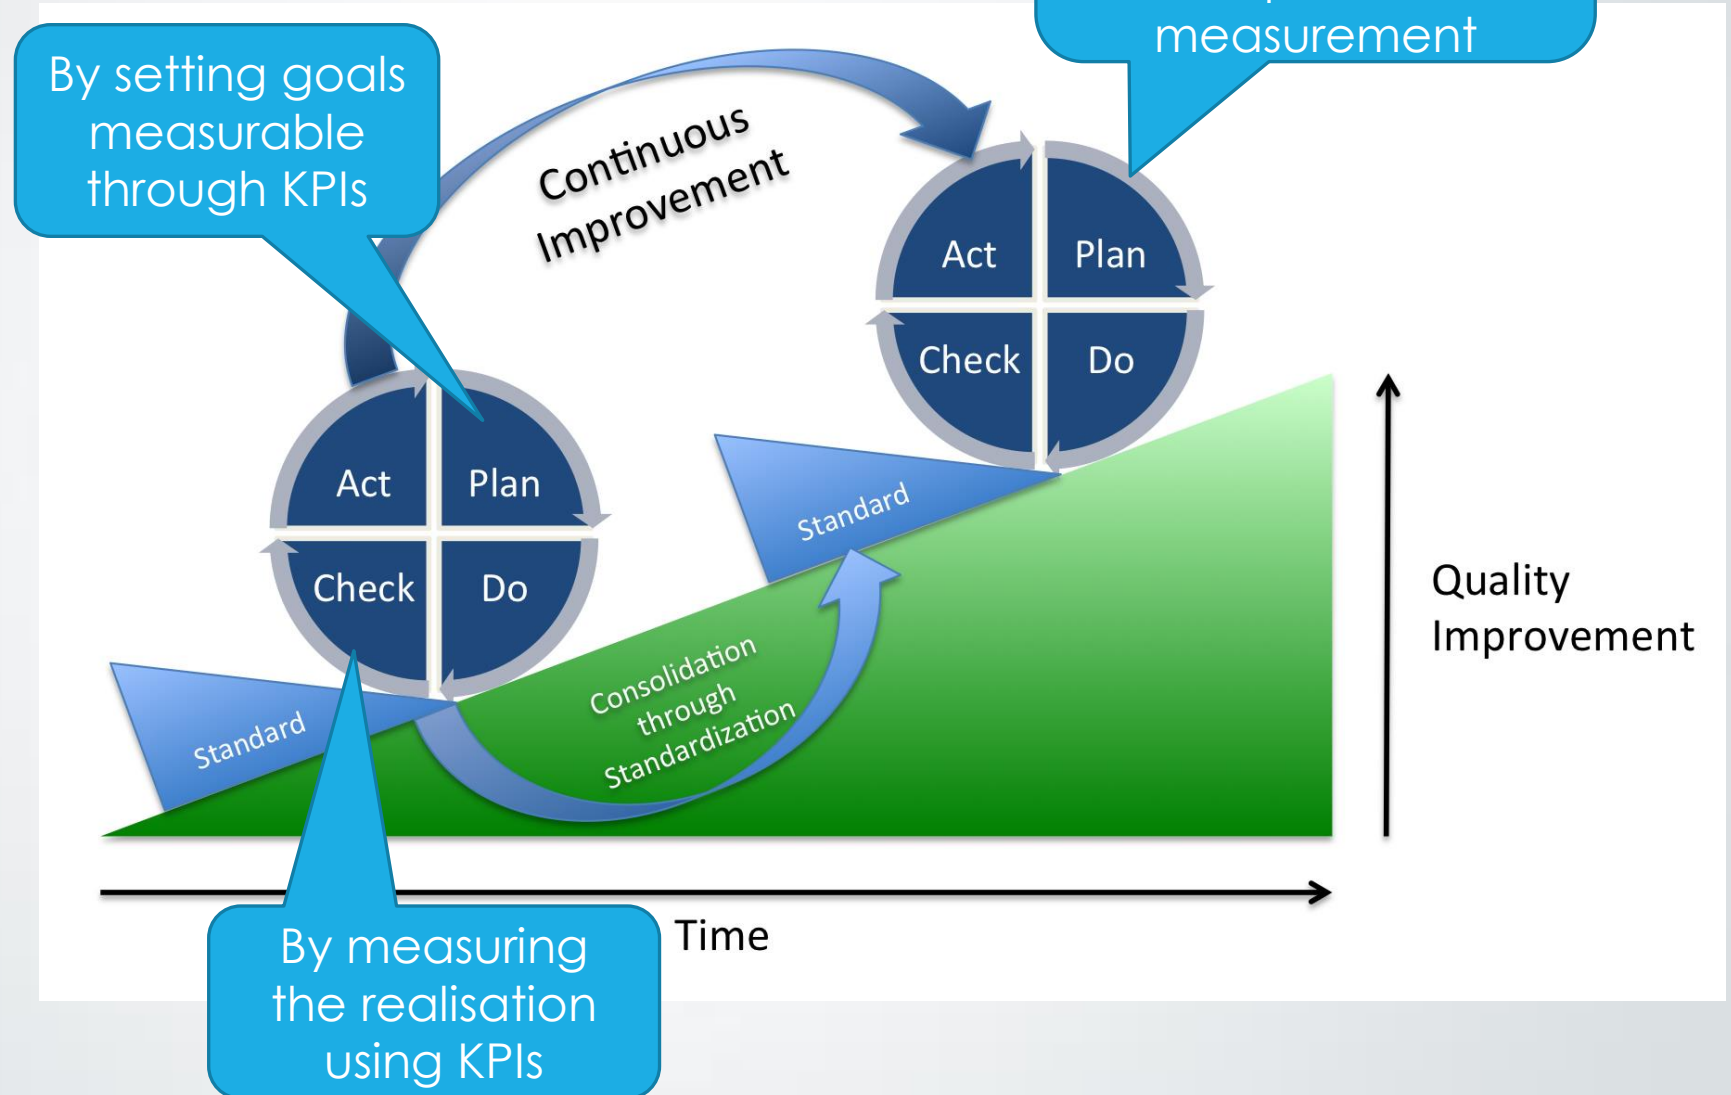 measurement
By setting goals
measurable
through KPIs
Continuous
Improvement
Act
Plan
Check
Do
Act
Plan
Check
Do
Standard
Standard
Consolidation
through
Standardization
Quality
Improvement
Time
By measuring
the realisation
using KPIs